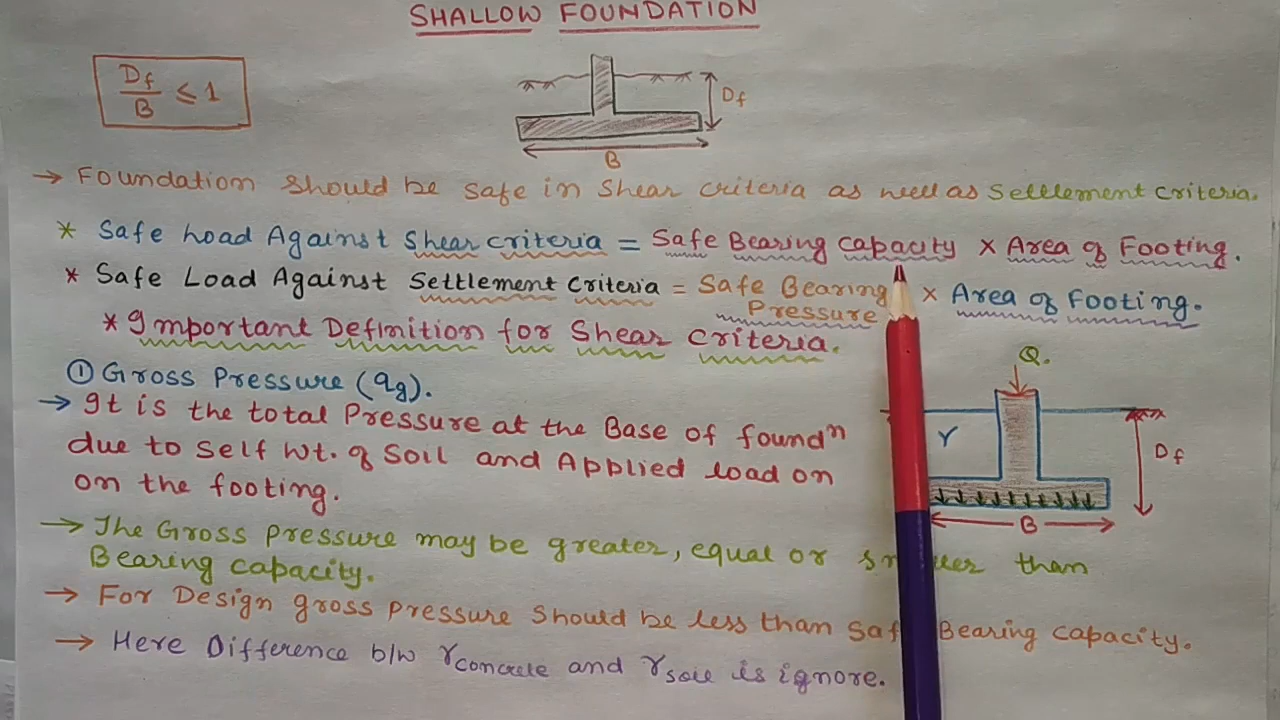 SHALLOW FOUNDATION
Df/B ≤ 1
Df
B
→ Foundation should be safe in shear criteria as well as settlement criteria.
* Safe Load Against Shear criteria = Safe Bearing capacity × Area of Footing.
* Safe Load Against Settlement Criteria = Safe Bearing Pressure × Area of Footing.
* Important Definition for Shear criteria.
① Gross Pressure (qg).
→ It is the total Pressure at the Base of foundn
due to self wt. of soil and Applied load on
on the footing.
Q.
γ
Df
B
→ The Gross pressure may be greater, equal or than
Bearing capacity.
→ For Design gross pressure should be less than Bearing capacity.
→ Here Difference b/w γconcrete and γsoil is ignore.